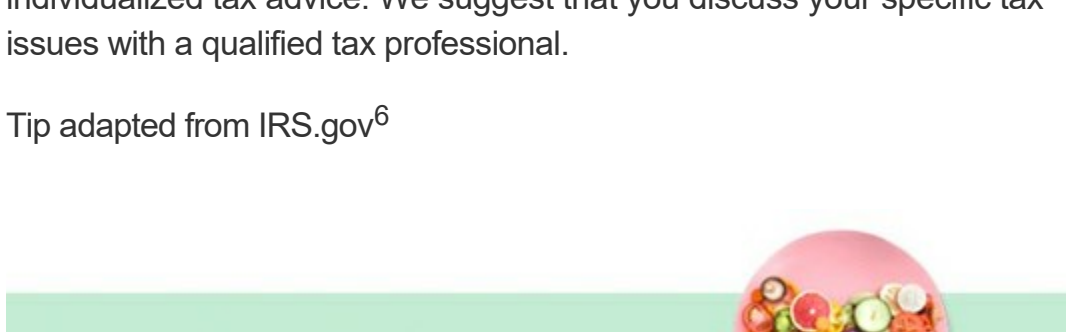 individualized tax advice. We suggest that you discuss your specific tax
issues with a qualified tax professional.
Tip adapted from IRS.gov6